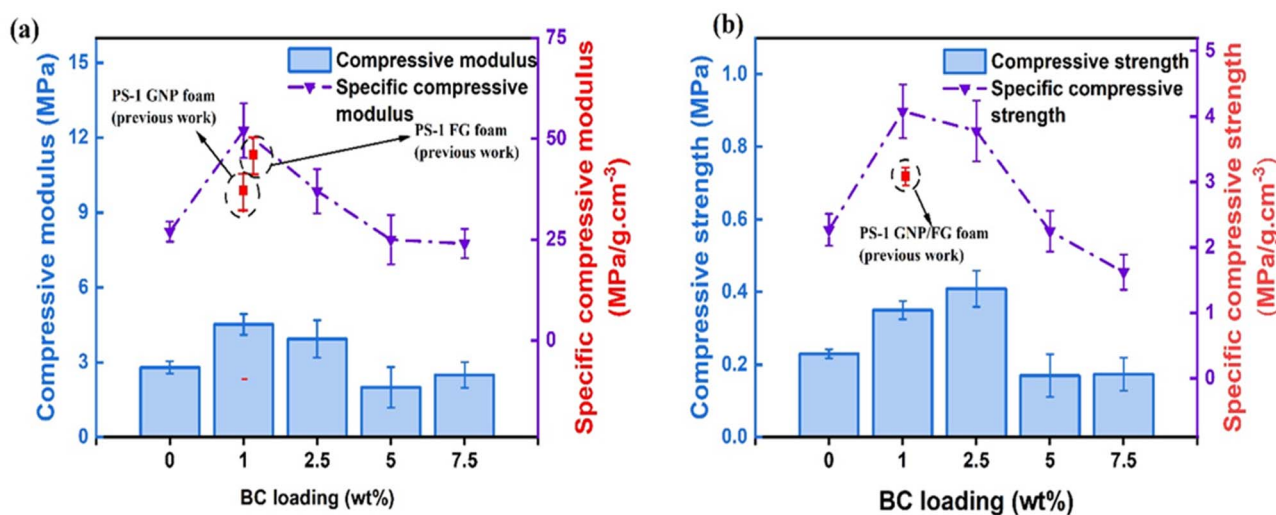 (a)
Compressive modulus (MPa)
15
12
9
6
3
0
Compressive modulus
Specific compressive
modulus
PS-1 GNP foam
(previous work)
PS-1 FG foam
(previous work)
75
50
25
0
Specific compressive modulus
(MPa/g.cm-3)
0 1 2.5 5 7.5
BC loading (wt%)
(b)
Compressive strength (MPa)
1.0
0.8
0.6
0.4
0.2
0.0
Compressive strength
Specific compressive
strength
PS-1 GNP/FG foam
(previous work)
5
4
3
2
1
0
Specific compressive strength
(MPa/g.cm-3)
0 1 2.5 5 7.5
BC loading (wt%)